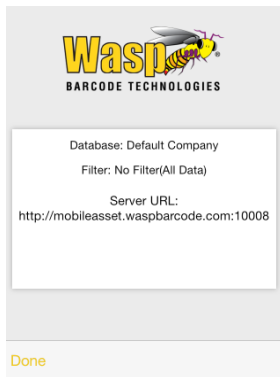 Wasp
BARCODE TECHNOLOGIES
Database: Default Company
Filter: No Filter(All Data)
Server URL:
http://mobileasset.waspbarcode.com:10008
Done